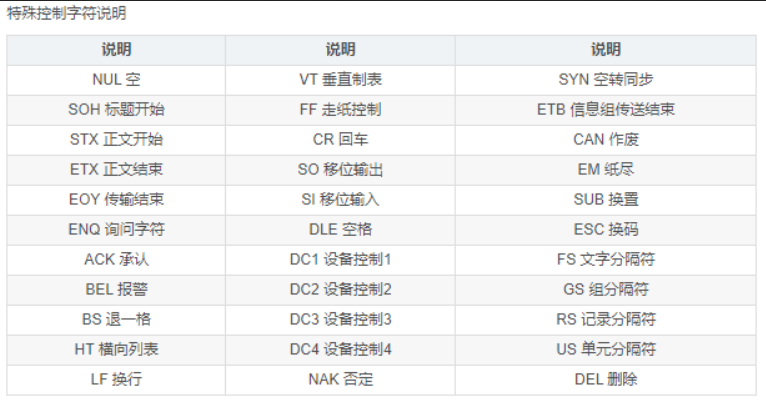 特殊控制字符说明
说明 说明 说明
NUL 空 VT 垂直制表 SYN 空转同步
SOH 标题开始 FF 走纸控制 ETB 信息组传送结束
STX 正文开始 CR 回车 CAN 作废
ETX 正文结束 SO 移位输出 EM 纸尽
EOY 传输结束 SI 移位输入 SUB 换置
ENQ 询问字符 DLE 空格 ESC 换码
ACK 承认 DC1 设备控制1 FS 文字分隔符
BEL 报警 DC2 设备控制2 GS 组分隔符
BS 退一格 DC3 设备控制3 RS 记录分隔符
HT 横向列表 DC4 设备控制4 US 单元分隔符
LF 换行 NAK 否定 DEL 删除